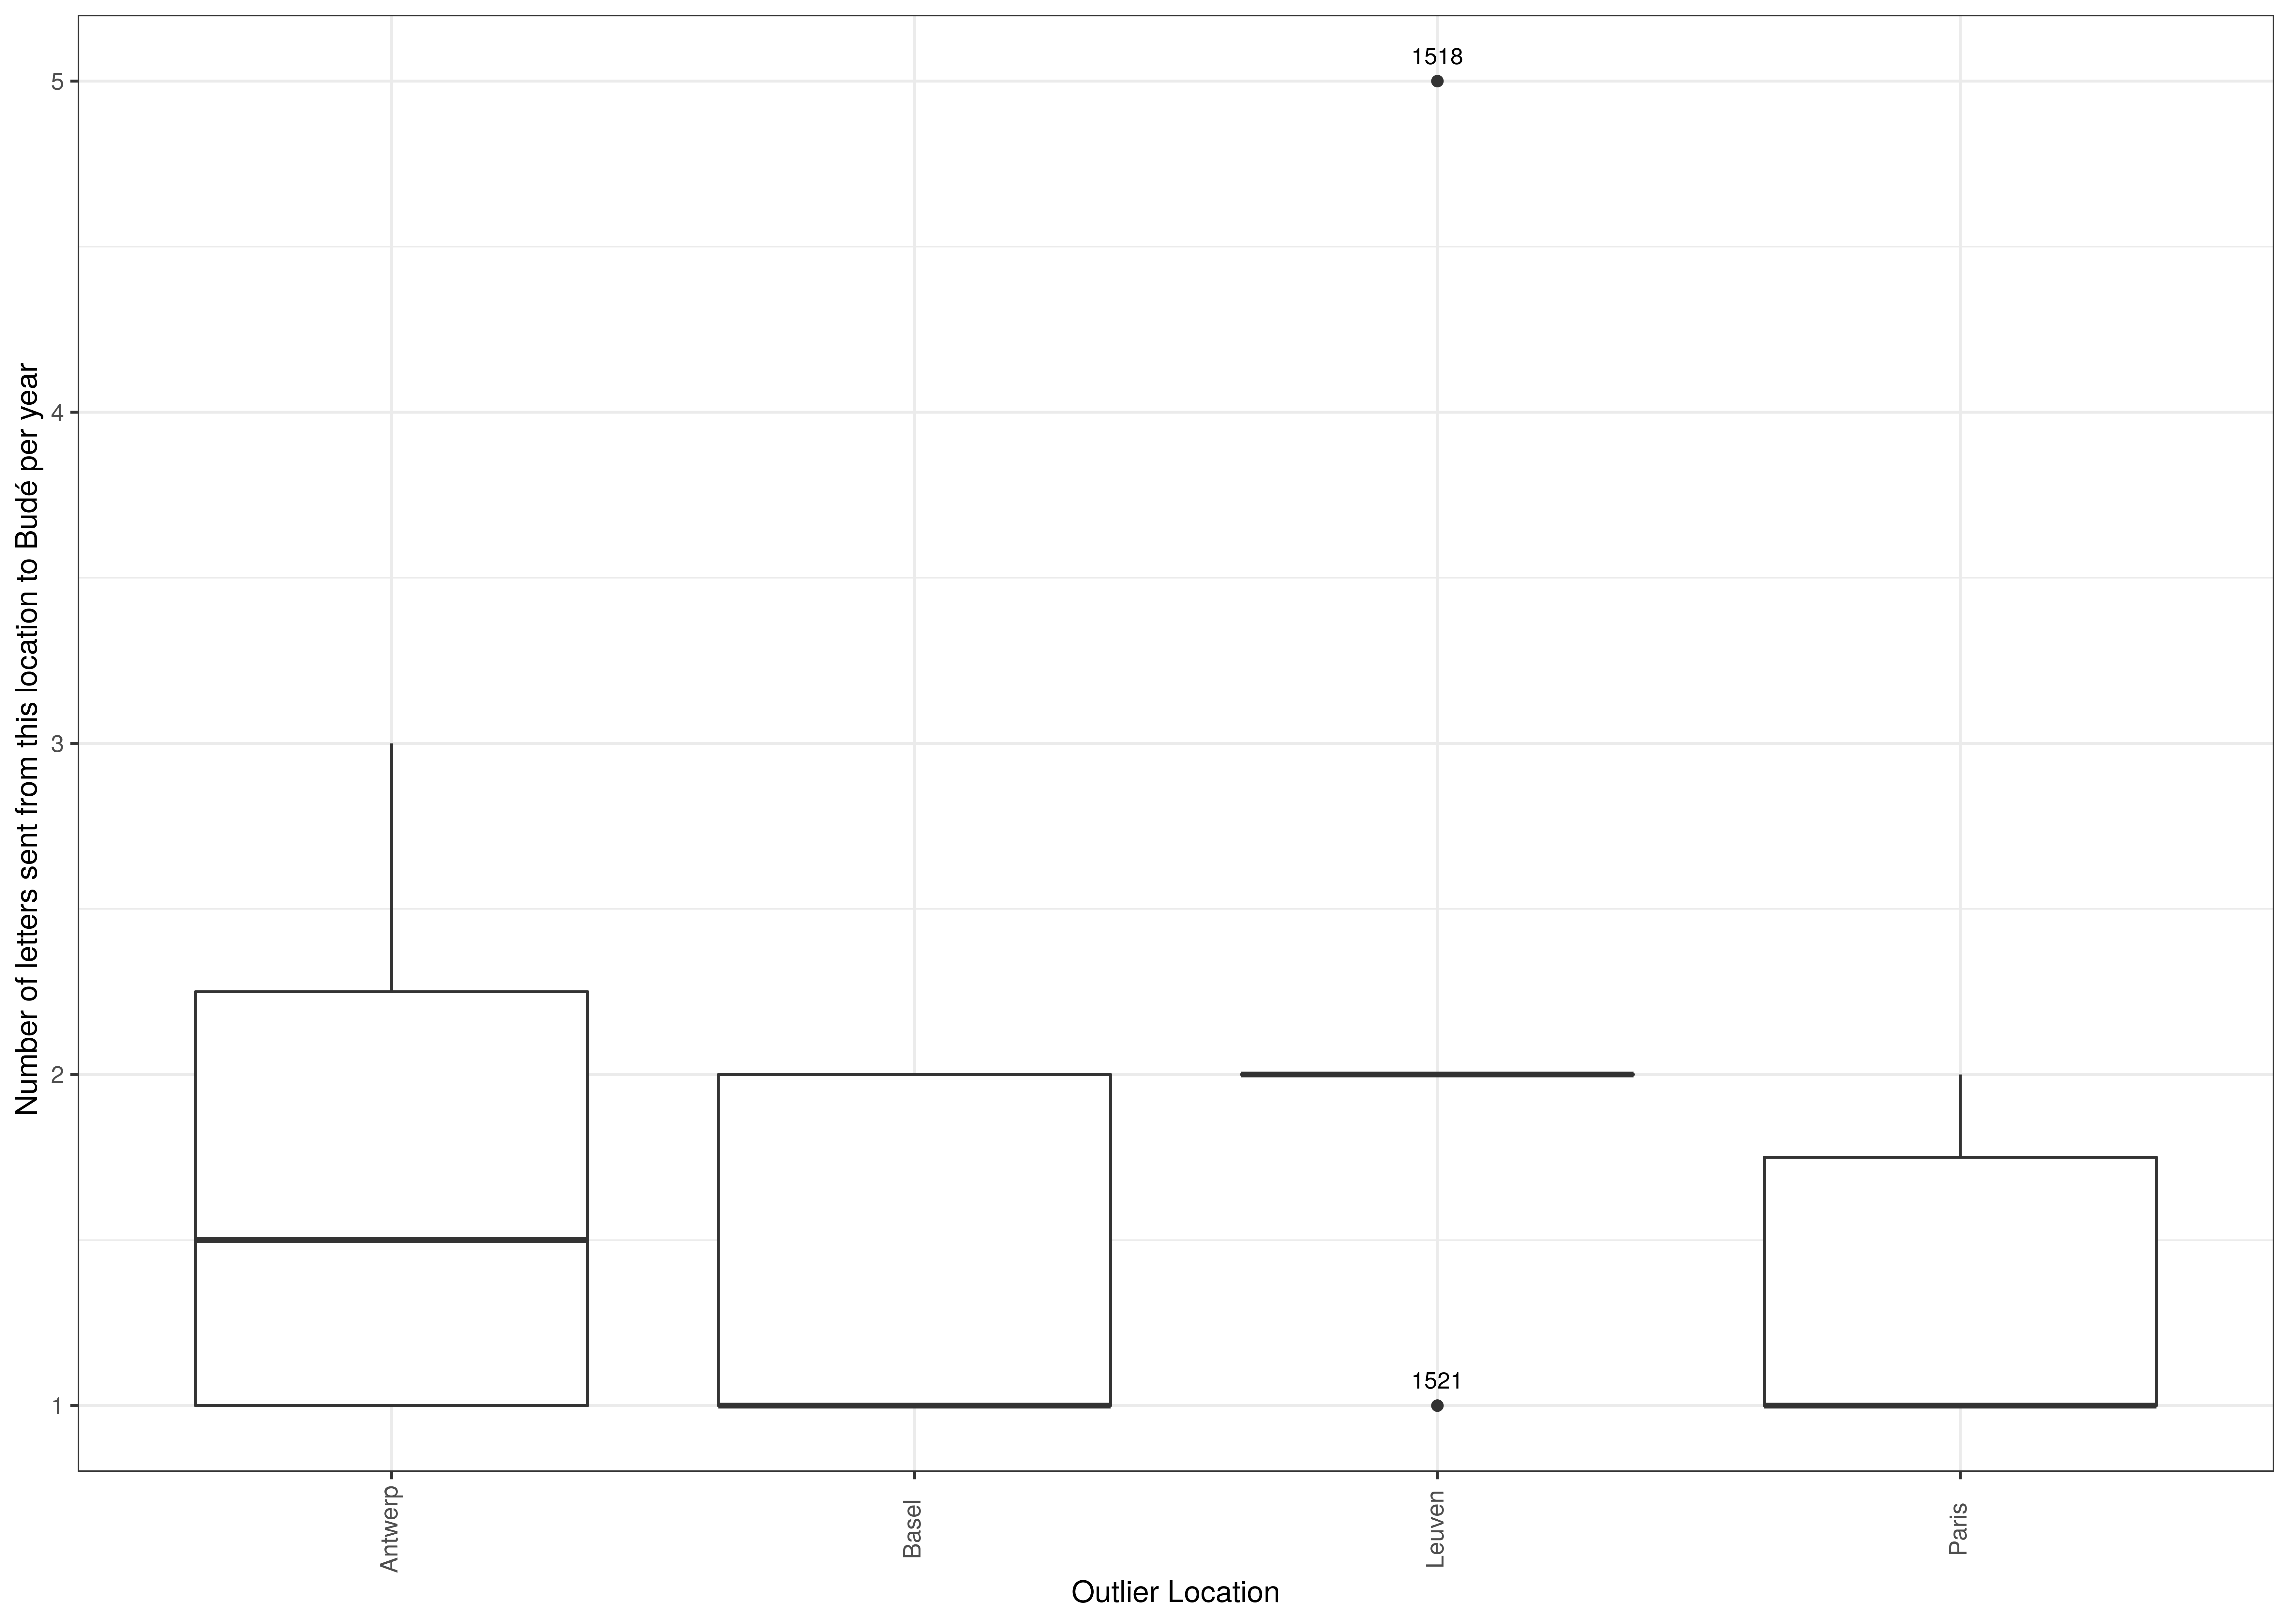 Number of letters sent from this location to Budé per year
5
4
3
2
1
1518
1521
Antwerp
Basel
Leuven
Paris
Outlier Location